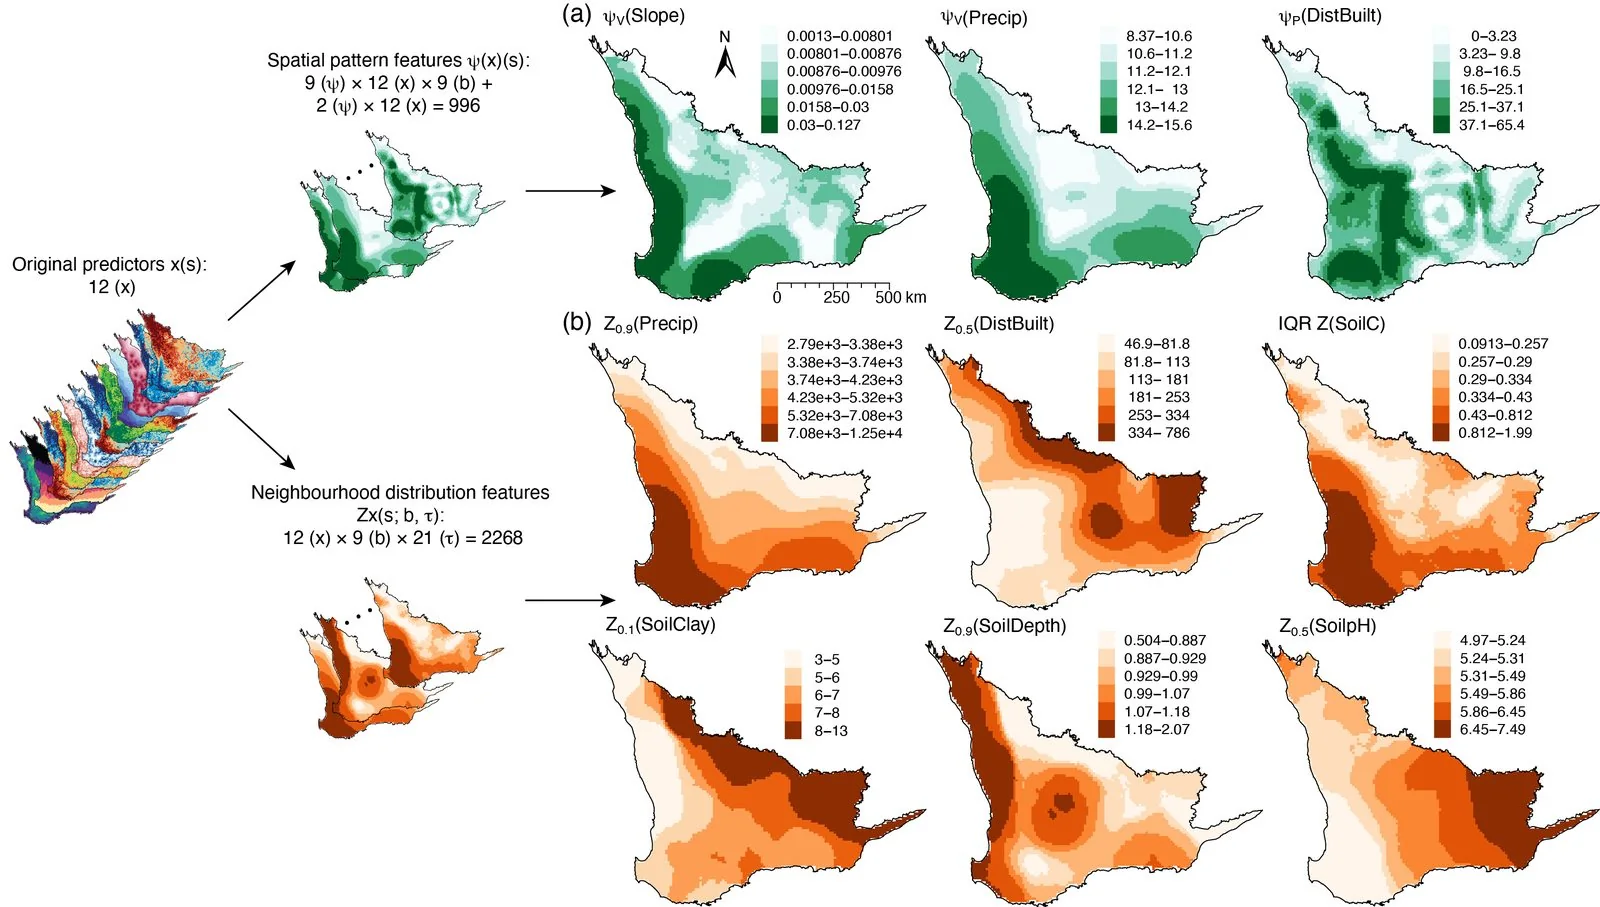 Original predictors x(s):
12 (x)
Spatial pattern features ψ(x)(s):
9 (ψ) × 12 (x) × 9 (b) +
2 (ψ) × 12 (x) = 996
Neighbourhood distribution features
Zx(s; b, τ):
12 (x) × 9 (b) × 21 (τ) = 2268
(a)
ψV(Slope)
N
0.0013–0.00801
0.00801–0.00876
0.00876–0.00976
0.00976–0.0158
0.0158–0.03
0.03–0.127
0 250 500 km
ψV(Precip)
8.37–10.6
10.6–11.2
11.2–12.1
12.1– 13
13–14.2
14.2–15.6
ψP(DistBuilt)
0–3.23
3.23– 9.8
9.8–16.5
16.5–25.1
25.1–37.1
37.1–65.4
(b)
Z0.9(Precip)
2.79e+3–3.38e+3
3.38e+3–3.74e+3
3.74e+3–4.23e+3
4.23e+3–5.32e+3
5.32e+3–7.08e+3
7.08e+3–1.25e+4
Z0.5(DistBuilt)
46.9–81.8
81.8– 113
113– 181
181– 253
253– 334
334– 786
IQR Z(SoilC)
0.0913–0.257
0.257–0.29
0.29–0.334
0.334–0.43
0.43–0.812
0.812–1.99
Z0.1(SoilClay)
3–5
5–6
6–7
7–8
8–13
Z0.9(SoilDepth)
0.504–0.887
0.887–0.929
0.929–0.99
0.99–1.07
1.07–1.18
1.18–2.07
Z0.5(SoilpH)
4.97–5.24
5.24–5.31
5.31–5.49
5.49–5.86
5.86–6.45
6.45–7.49